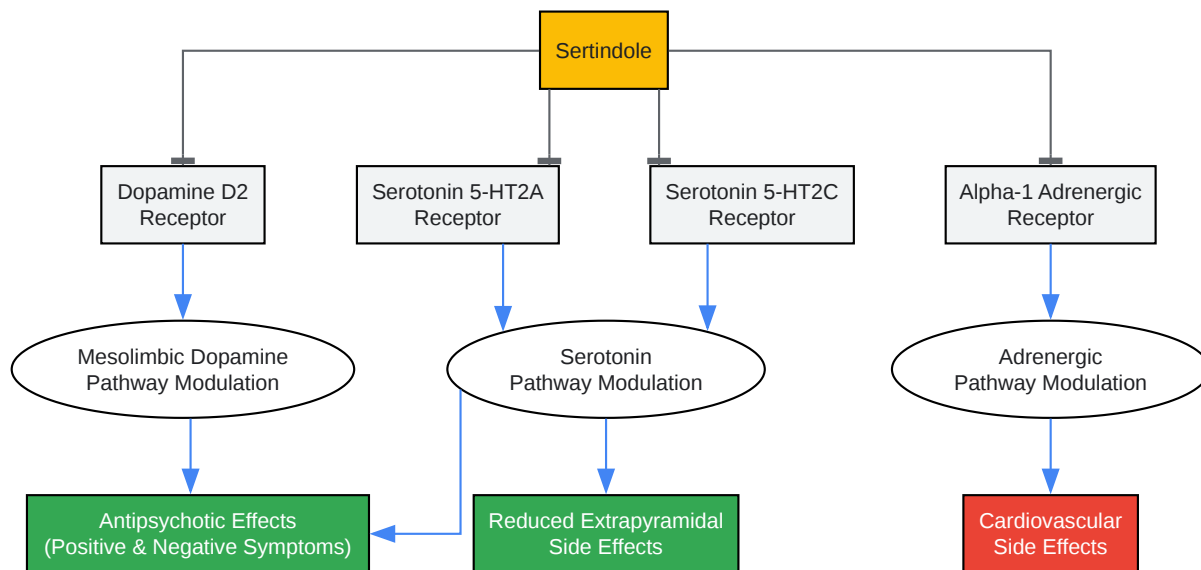 Sertindole
Dopamine D2
Receptor
Serotonin 5-HT2A
Receptor
Serotonin 5-HT2C
Receptor
Alpha-1 Adrenergic
Receptor
Mesolimbic Dopamine
Pathway Modulation
Serotonin
Pathway Modulation
Adrenergic
Pathway Modulation
Antipsychotic Effects
(Positive & Negative Symptoms)
Reduced Extrapyramidal
Side Effects
Cardiovascular
Side Effects